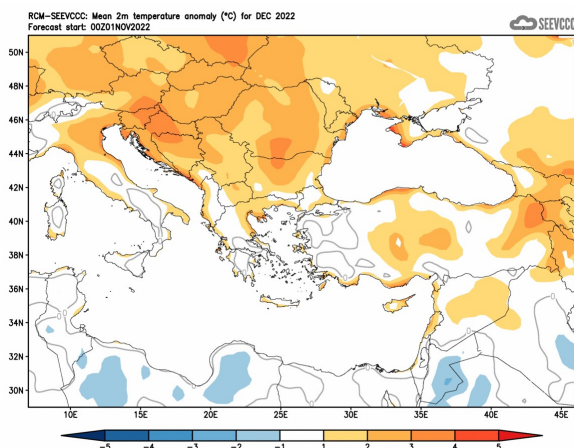 RCM-SEEVCCC: Mean 2m temperature anomaly (°C) for DEC 2022
Forecast start: 00Z01NOV2022
SEEVCCC
50N
48N
46N
44N
42N
40N
38N
36N
34N
32N
30N
10E 15E 20E 25E 30E 35E 40E 45E
-5 -4 -3 -2 -1 1 2 3 4 5